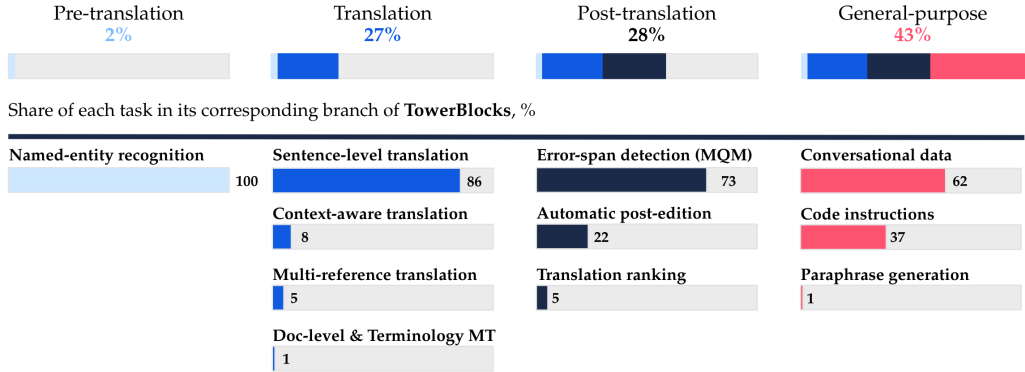 Pre-translation
2%
Translation
27%
Post-translation
28%
General-purpose
43%
Share of each task in its corresponding branch of TowerBlocks, %
Named-entity recognition
100
Sentence-level translation
86
Context-aware translation
8
Multi-reference translation
5
Doc-level & Terminology MT
1
Error-span detection (MQM)
73
Automatic post-edition
22
Translation ranking
5
Conversational data
62
Code instructions
37
Paraphrase generation
1